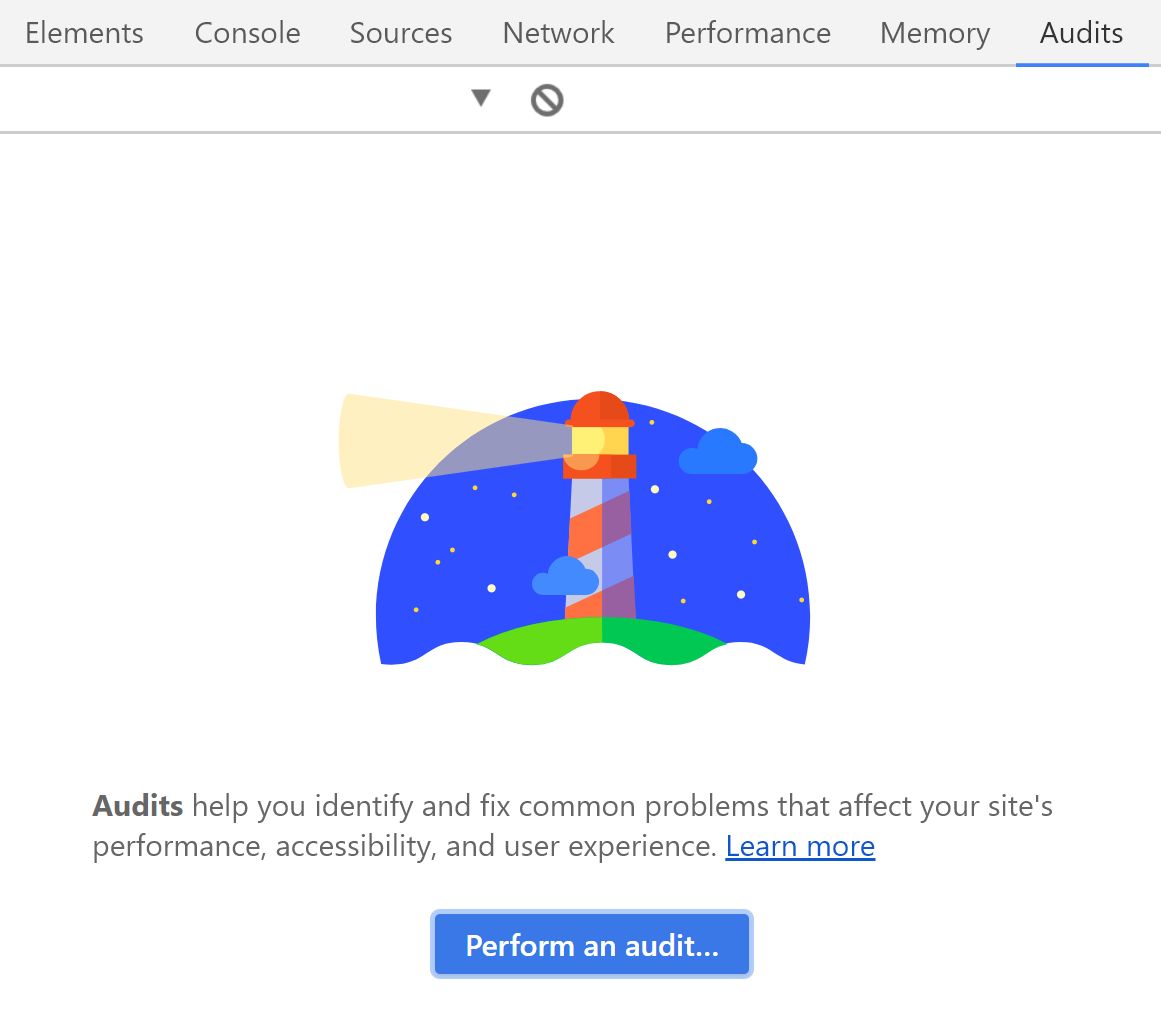 Elements Console Sources Network Performance Memory Audits
Audits help you identify and fix common problems that affect your site's
performance, accessibility, and user experience. Learn more
Perform an audit...